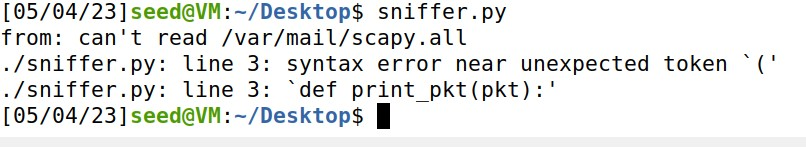 [05/04/23]seed@VM:~/Desktop$ sniffer.py
from: can't read /var/mail/scapy.all
./sniffer.py: line 3: syntax error near unexpected token `('
./sniffer.py: line 3: `def print_pkt(pkt):'
[05/04/23]seed@VM:~/Desktop$